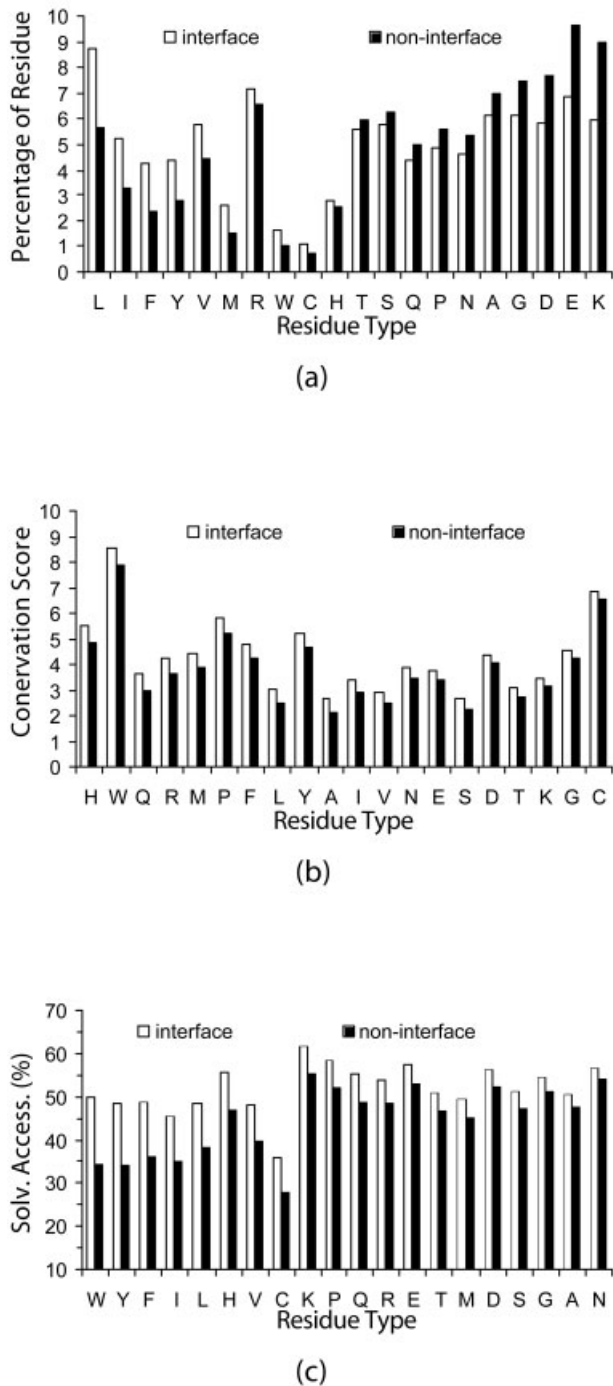 10
9
8
7
6
5
4
3
2
1
0
Percentage of Residue
interface non-interface
L I F Y V M R W C H T S Q P N A G D E K
Residue Type
(a)
10
9
8
7
6
5
4
3
2
1
0
Conervation Score
interface non-interface
H W Q R M P F L Y A I V N E S D T K G C
Residue Type
(b)
70
60
50
40
30
20
10
Solv. Access. (%)
interface non-interface
W Y F I L H V C K P Q R E T M D S G A N
Residue Type
(c)